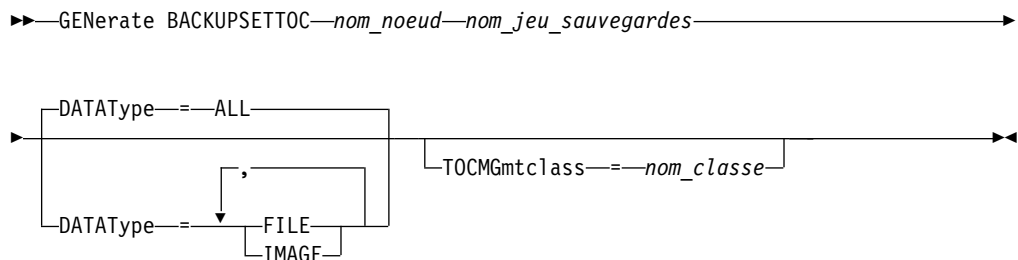 GENerate BACKUPSETTOC nom_noeud nom_jeu_sauvegardes
DATAType = ALL
TOCMGmtclass = nom_classe
,
DATAType = FILE
IMAGE